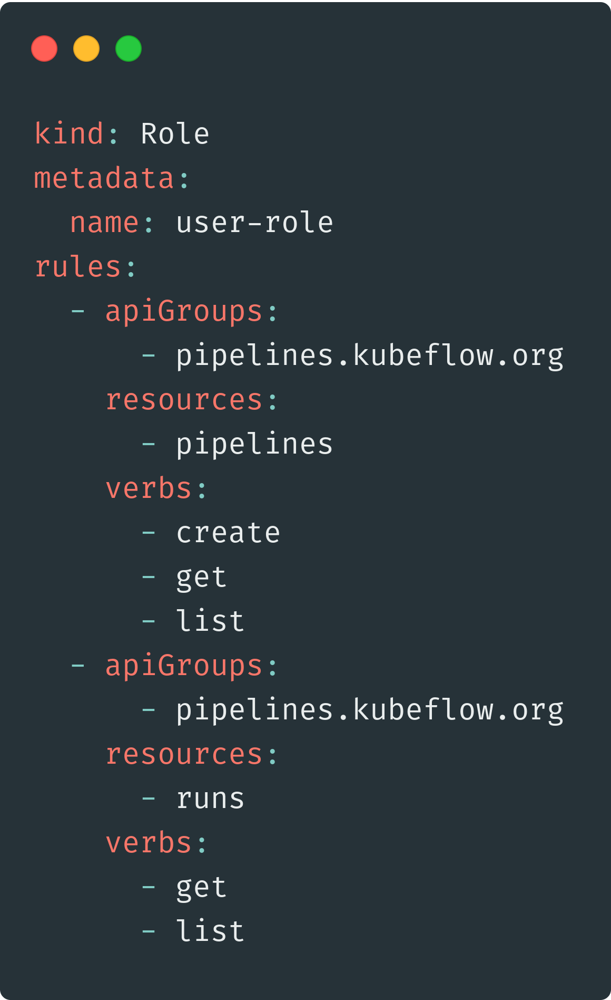 kind: Role
metadata:
  name: user-role
rules:
  - apiGroups:
      - pipelines.kubeflow.org
    resources:
      - pipelines
    verbs:
      - create
      - get
      - list
  - apiGroups:
      - pipelines.kubeflow.org
    resources:
      - runs
    verbs:
      - get
      - list